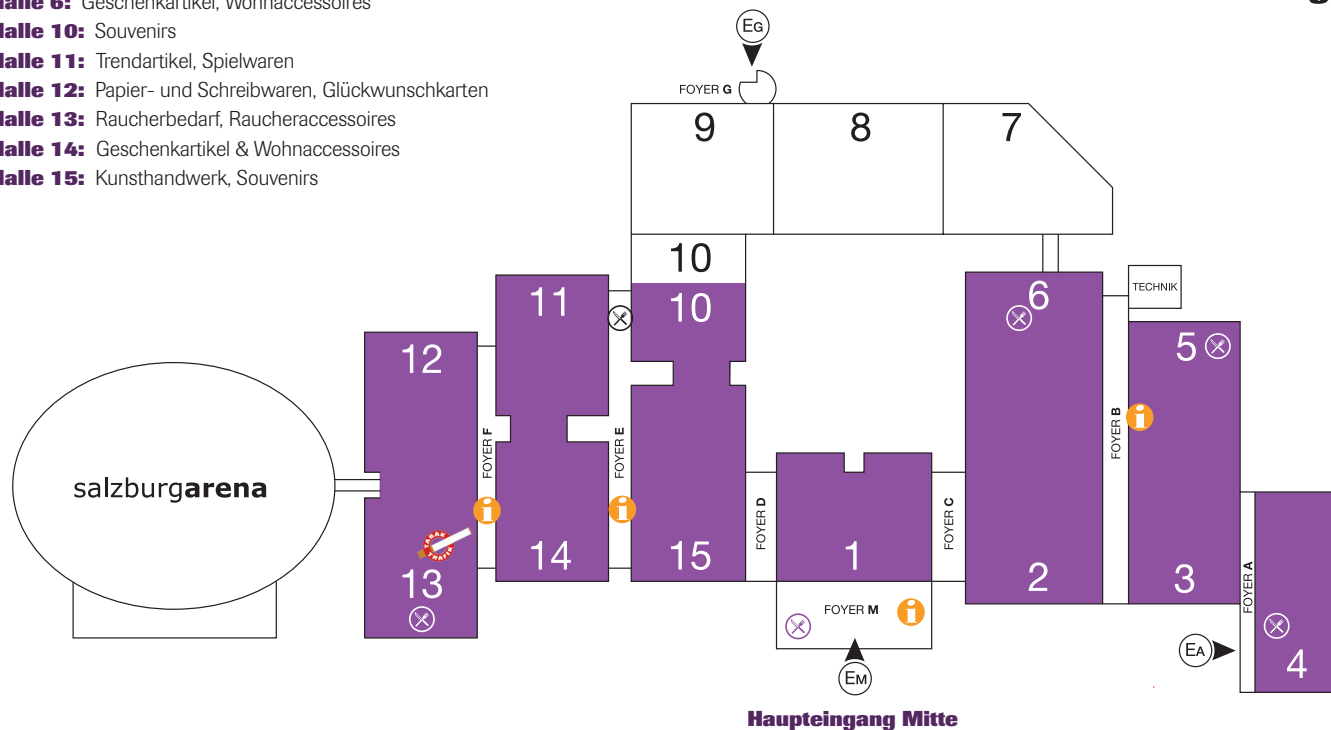 Halle 6: Geschenkartikel, Wohnaccessoires
Halle 10: Souvenirs
Halle 11: Trendartikel, Spielwaren
Halle 12: Papier- und Schreibwaren, Glückwunschkarten
Halle 13: Raucherbedarf, Raucheraccessoires
Halle 14: Geschenkartikel & Wohnaccessoires
Halle 15: Kunsthandwerk, Souvenirs
g
EG
FOYER G
9
8
7
10
10
11
12
6
TECHNIK
5
FOYER F
FOYER E
FOYER B
salzburgarena
FOYER D
FOYER C
TABAK TRAFIK
13
14
15
1
2
3
FOYER A
FOYER M
4
EA
EM
Haupteingang Mitte